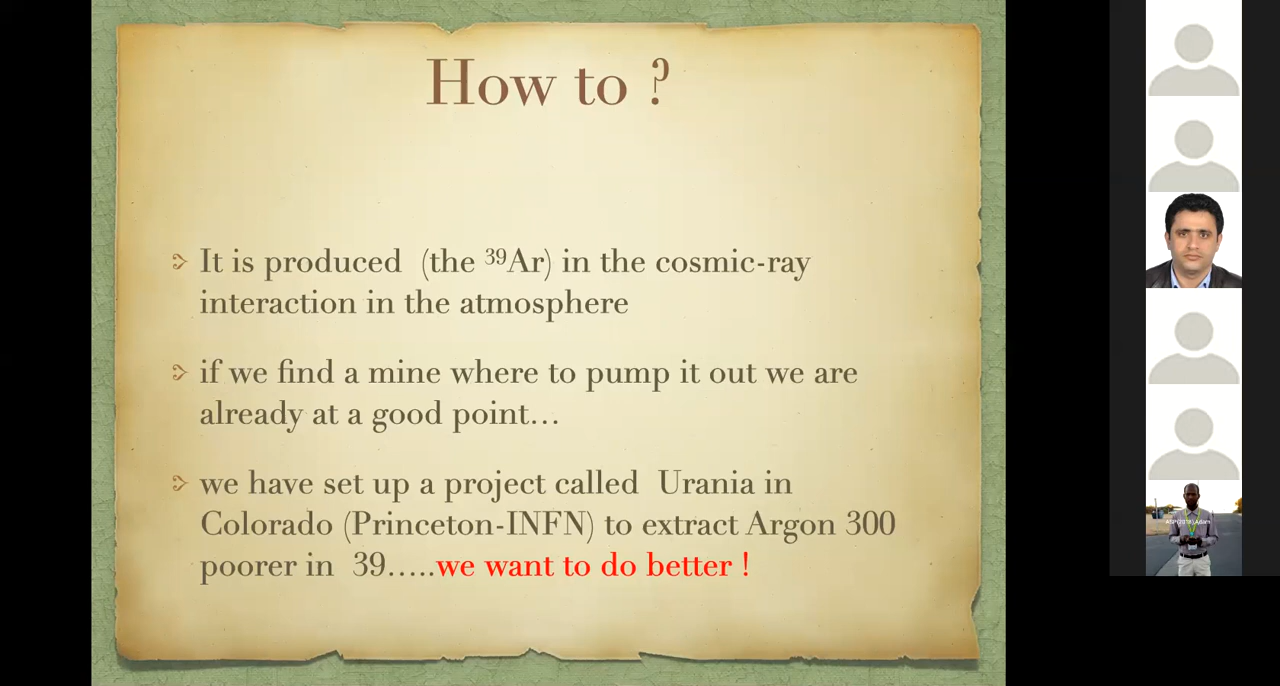 How to ?
It is produced (the ³⁹Ar) in the cosmic-ray
interaction in the atmosphere
if we find a mine where to pump it out we are
already at a good point…
we have set up a project called Urania in
Colorado (Princeton-INFN) to extract Argon 300
poorer in 39…..we want to do better !